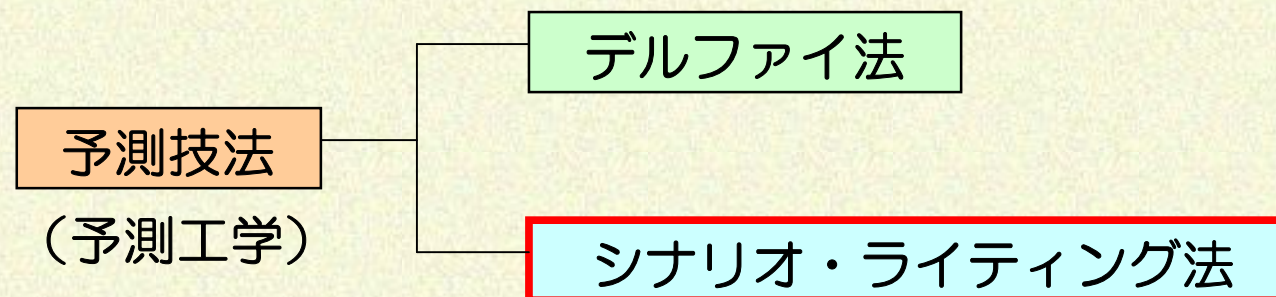 デルファイ法
予測技法
（予測工学）
シナリオ・ライティング法